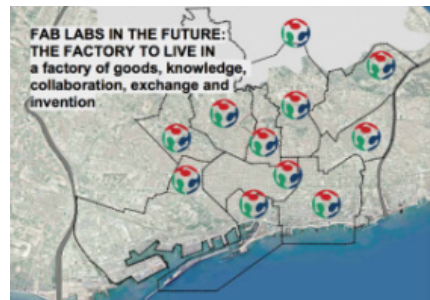 FAB LABS IN THE FUTURE:
THE FACTORY TO LIVE IN
a factory of goods, knowledge,
collaboration, exchange and
invention